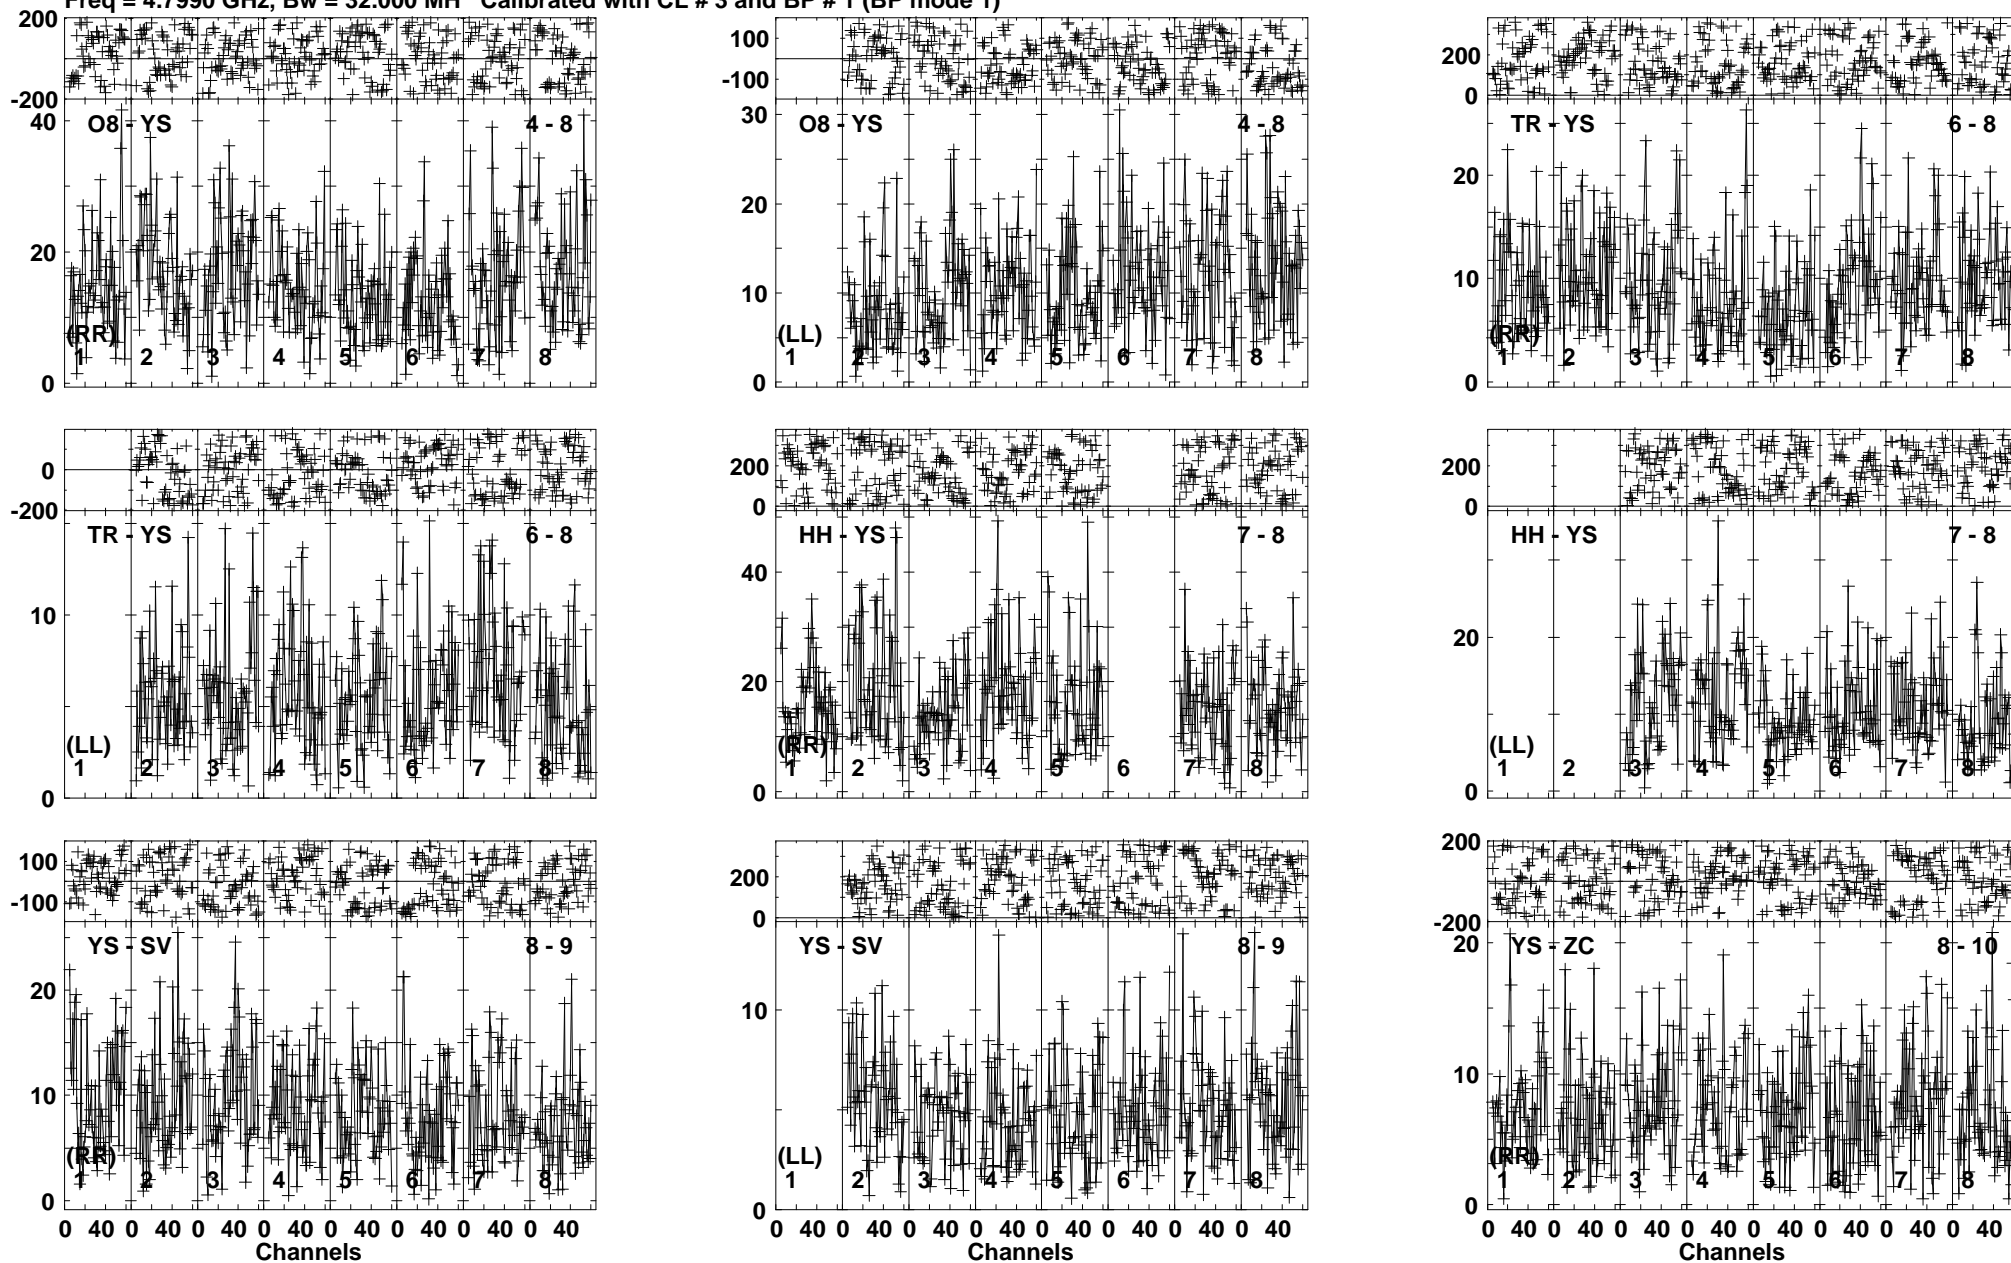 Freq = 4.7990 GHz, Bw = 32.000 MH Calibrated with CL # 3 and BP # 1 (BP mode 1)
200
-200
100
-100
200
0
O8 - YS 4 - 8
O8 - YS 4 - 8
TR - YS 6 - 8
40
20
0
30
20
10
0
20
10
0
(RR)
1 2 3 4 5 6 7 8
(LL)
1 2 3 4 5 6 7 8
(RR)
1 2 3 4 5 6 7 8
0
-200
200
0
200
0
TR - YS 6 - 8
HH - YS 7 - 8
HH - YS 7 - 8
10
0
40
20
0
20
0
(LL)
1 2 3 4 5 6 7 8
(RR)
1 2 3 4 5 6 7 8
(LL)
1 2 3 4 5 6 7 8
100
-100
200
0
200
-200
YS - SV 8 - 9
YS - SV 8 - 9
YS - ZC 8 - 10
20
10
0
10
0
20
10
0
(RR)
1 2 3 4 5 6 7 8
(LL)
1 2 3 4 5 6 7 8
(RR)
1 2 3 4 5 6 7 8
0 40 0 40 0 40 0 40 0 40 0 40 0 40 0 40
0 40 0 40 0 40 0 40 0 40 0 40 0 40 0 40
0 40 0 40 0 40 0 40 0 40 0 40 0 40 0 40
Channels
Channels